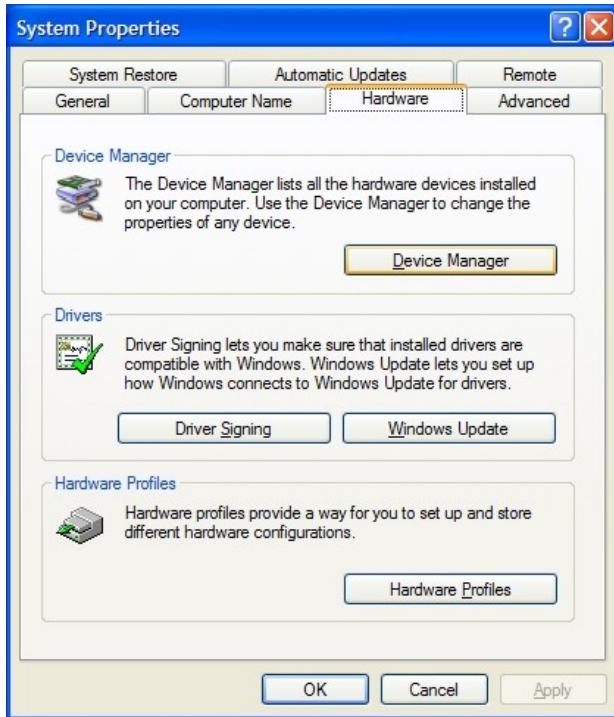 System Properties
System Restore Automatic Updates Remote
General Computer Name Hardware Advanced
Device Manager
The Device Manager lists all the hardware devices installed
on your computer. Use the Device Manager to change the
properties of any device.
Device Manager
Drivers
Driver Signing lets you make sure that installed drivers are
compatible with Windows. Windows Update lets you set up
how Windows connects to Windows Update for drivers.
Driver Signing Windows Update
Hardware Profiles
Hardware profiles provide a way for you to set up and store
different hardware configurations.
Hardware Profiles
OK Cancel Apply